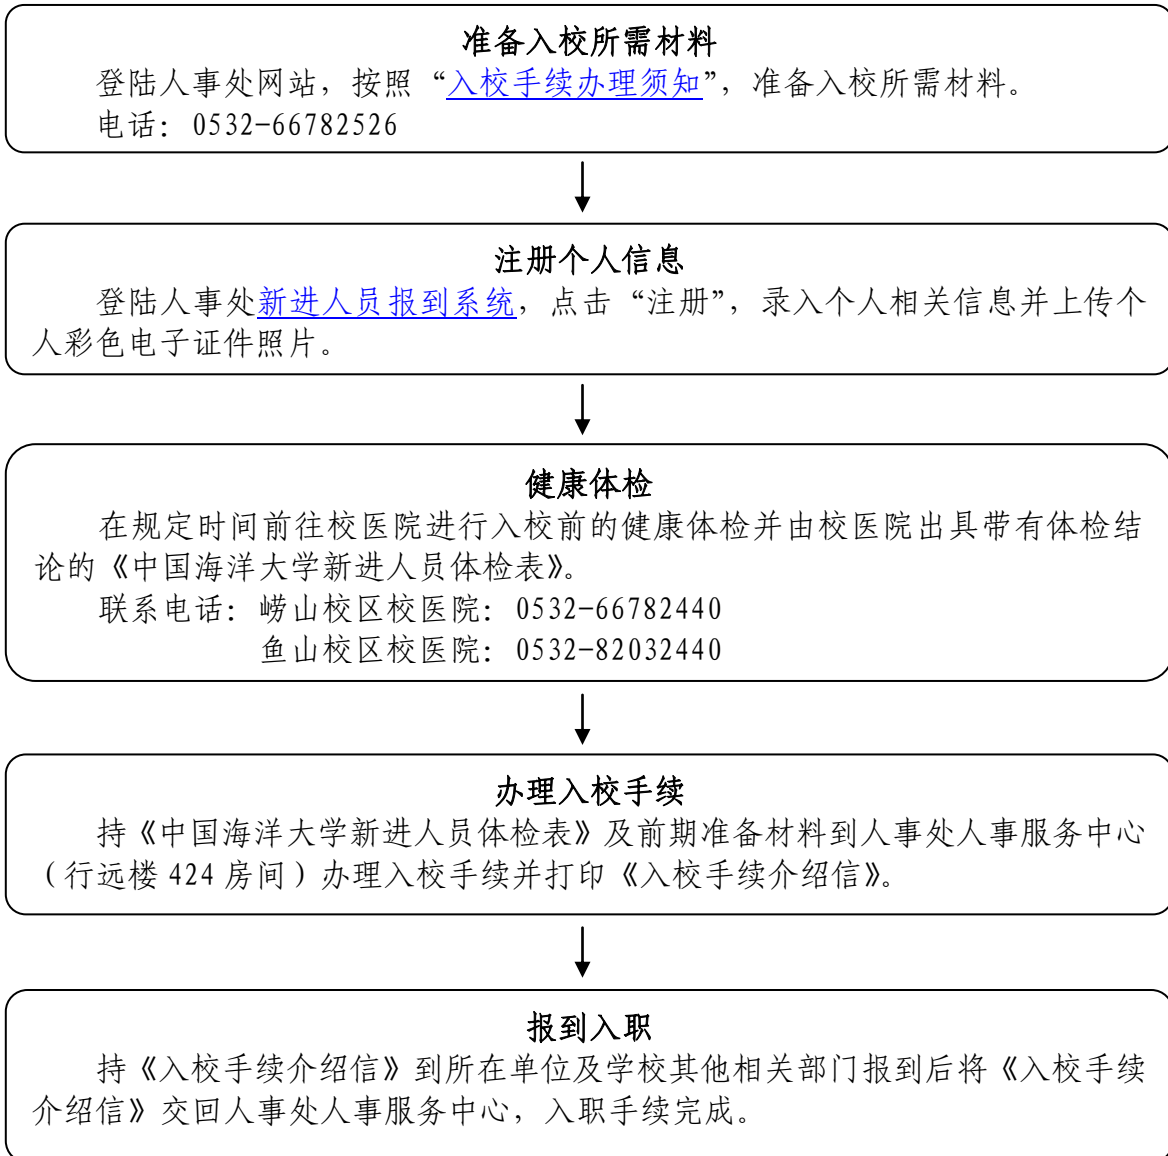 准备入校所需材料
登陆人事处网站，按照“入校手续办理须知”，准备入校所需材料。
电话：0532-66782526
注册个人信息
登陆人事处新进人员报到系统，点击“注册”，录入个人相关信息并上传个
人彩色电子证件照片。
健康体检
在规定时间前往校医院进行入校前的健康体检并由校医院出具带有体检结
论的《中国海洋大学新进人员体检表》。
联系电话：崂山校区校医院：0532-66782440
鱼山校区校医院：0532-82032440
办理入校手续
持《中国海洋大学新进人员体检表》及前期准备材料到人事处人事服务中心
（行远楼 424 房间）办理入校手续并打印《入校手续介绍信》。
报到入职
持《入校手续介绍信》到所在单位及学校其他相关部门报到后将《入校手续
介绍信》交回人事处人事服务中心，入职手续完成。